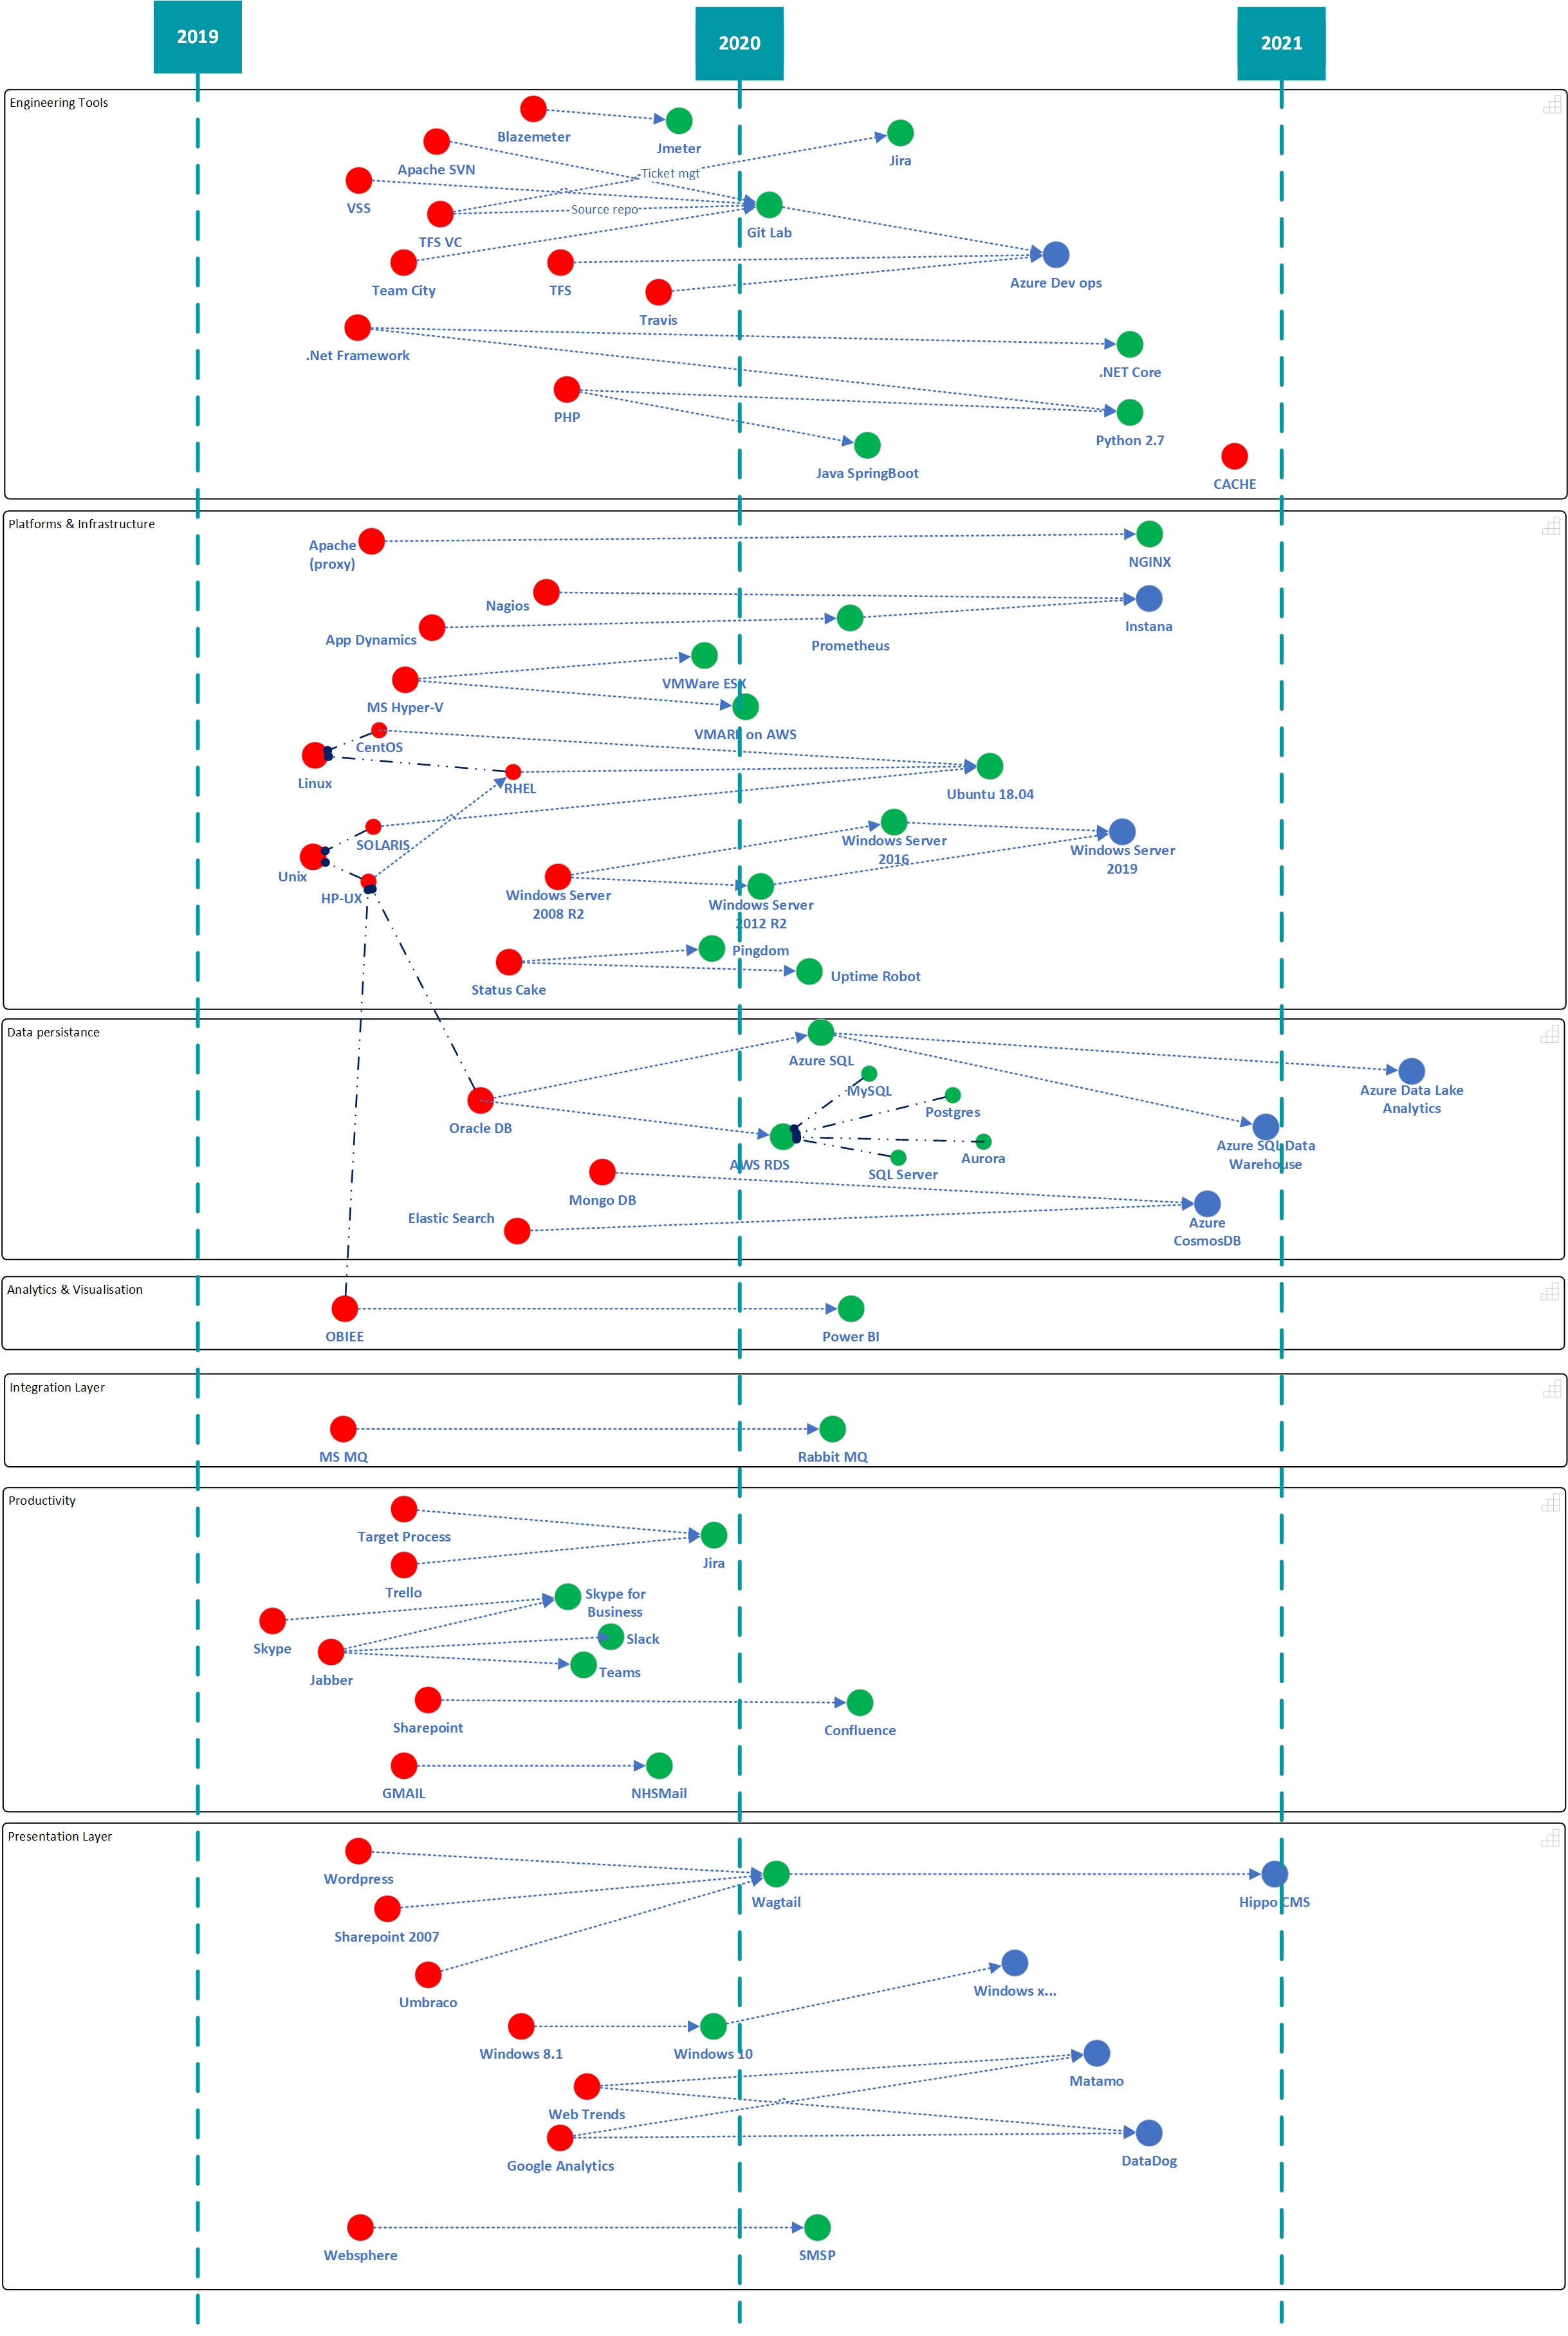 2019
2020
2021
Engineering Tools
Blazemeter
Jmeter
Jira
Apache SVN
Ticket mgt
VSS
Source repo
Git Lab
TFS VC
Team City
TFS
Azure Dev ops
Travis
.Net Framework
.NET Core
PHP
Python 2.7
Java SpringBoot
CACHE
Platforms & Infrastructure
Apache
(proxy)
NGINX
Nagios
App Dynamics
Prometheus
Instana
VMWare ESX
MS Hyper-V
VMARE on AWS
CentOS
Linux
RHEL
Ubuntu 18.04
SOLARIS
Unix
HP-UX
Windows Server
2016
Windows Server
2019
Windows Server
2008 R2
Windows Server
2012 R2
Pingdom
Status Cake
Uptime Robot
Data persistance
Azure SQL
MySQL
Azure Data Lake
Analytics
Postgres
Oracle DB
AWS RDS
Aurora
SQL Server
Azure SQL Data
Warehouse
Mongo DB
Elastic Search
Azure
CosmosDB
Analytics & Visualisation
OBIEE
Power BI
Integration Layer
MS MQ
Rabbit MQ
Productivity
Target Process
Jira
Trello
Skype for
Business
Skype
Slack
Jabber
Teams
Sharepoint
Confluence
GMAIL
NHSMail
Presentation Layer
Wordpress
Wagtail
Hippo CMS
Sharepoint 2007
Umbraco
Windows x...
Windows 8.1
Windows 10
Matamo
Web Trends
Google Analytics
DataDog
Websphere
SMSP